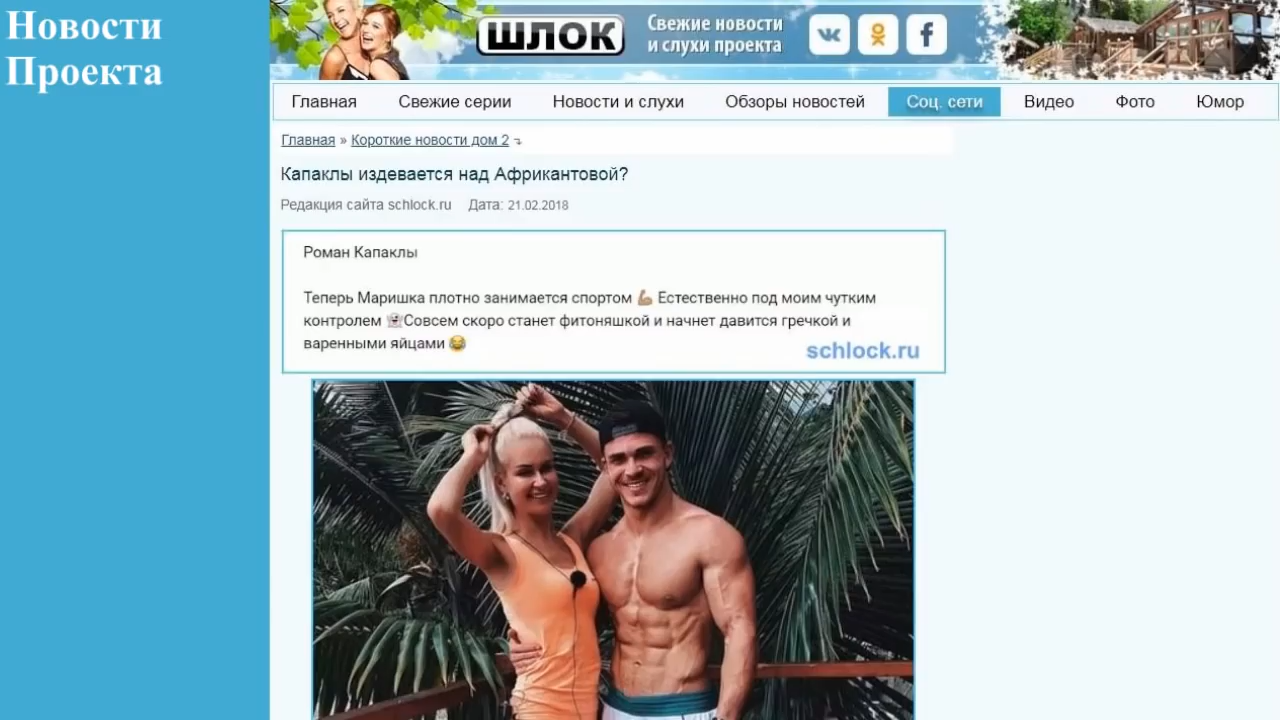 Новости
Проекта
ШЛОК
Свежие новости
и слухи проекта
Главная Свежие серии Новости и слухи Обзоры новостей Соц. сети Видео Фото Юмор
Главная » Короткие новости дом 2
Капаклы издевается над Африкантовой?
Редакция сайта schlock.ru Дата: 21.02.2018
Роман Капаклы
Теперь Маришка плотно занимается спортом 💪🏽 Естественно под моим чутким
контролем 👻Совсем скоро станет фитоняшкой и начнет давится гречкой и
варенными яйцами 😂
schlock.ru